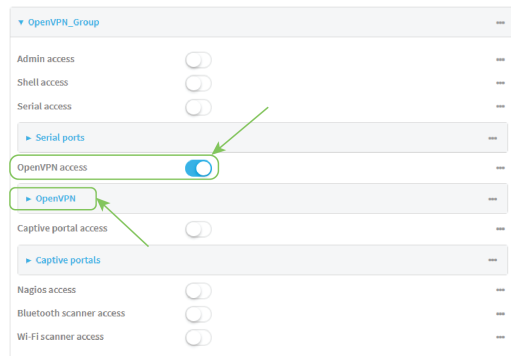 OpenVPN_Group
Admin access
Shell access
Serial access
Serial ports
OpenVPN access
OpenVPN
Captive portal access
Captive portals
Nagios access
Bluetooth scanner access
Wi-Fi scanner access